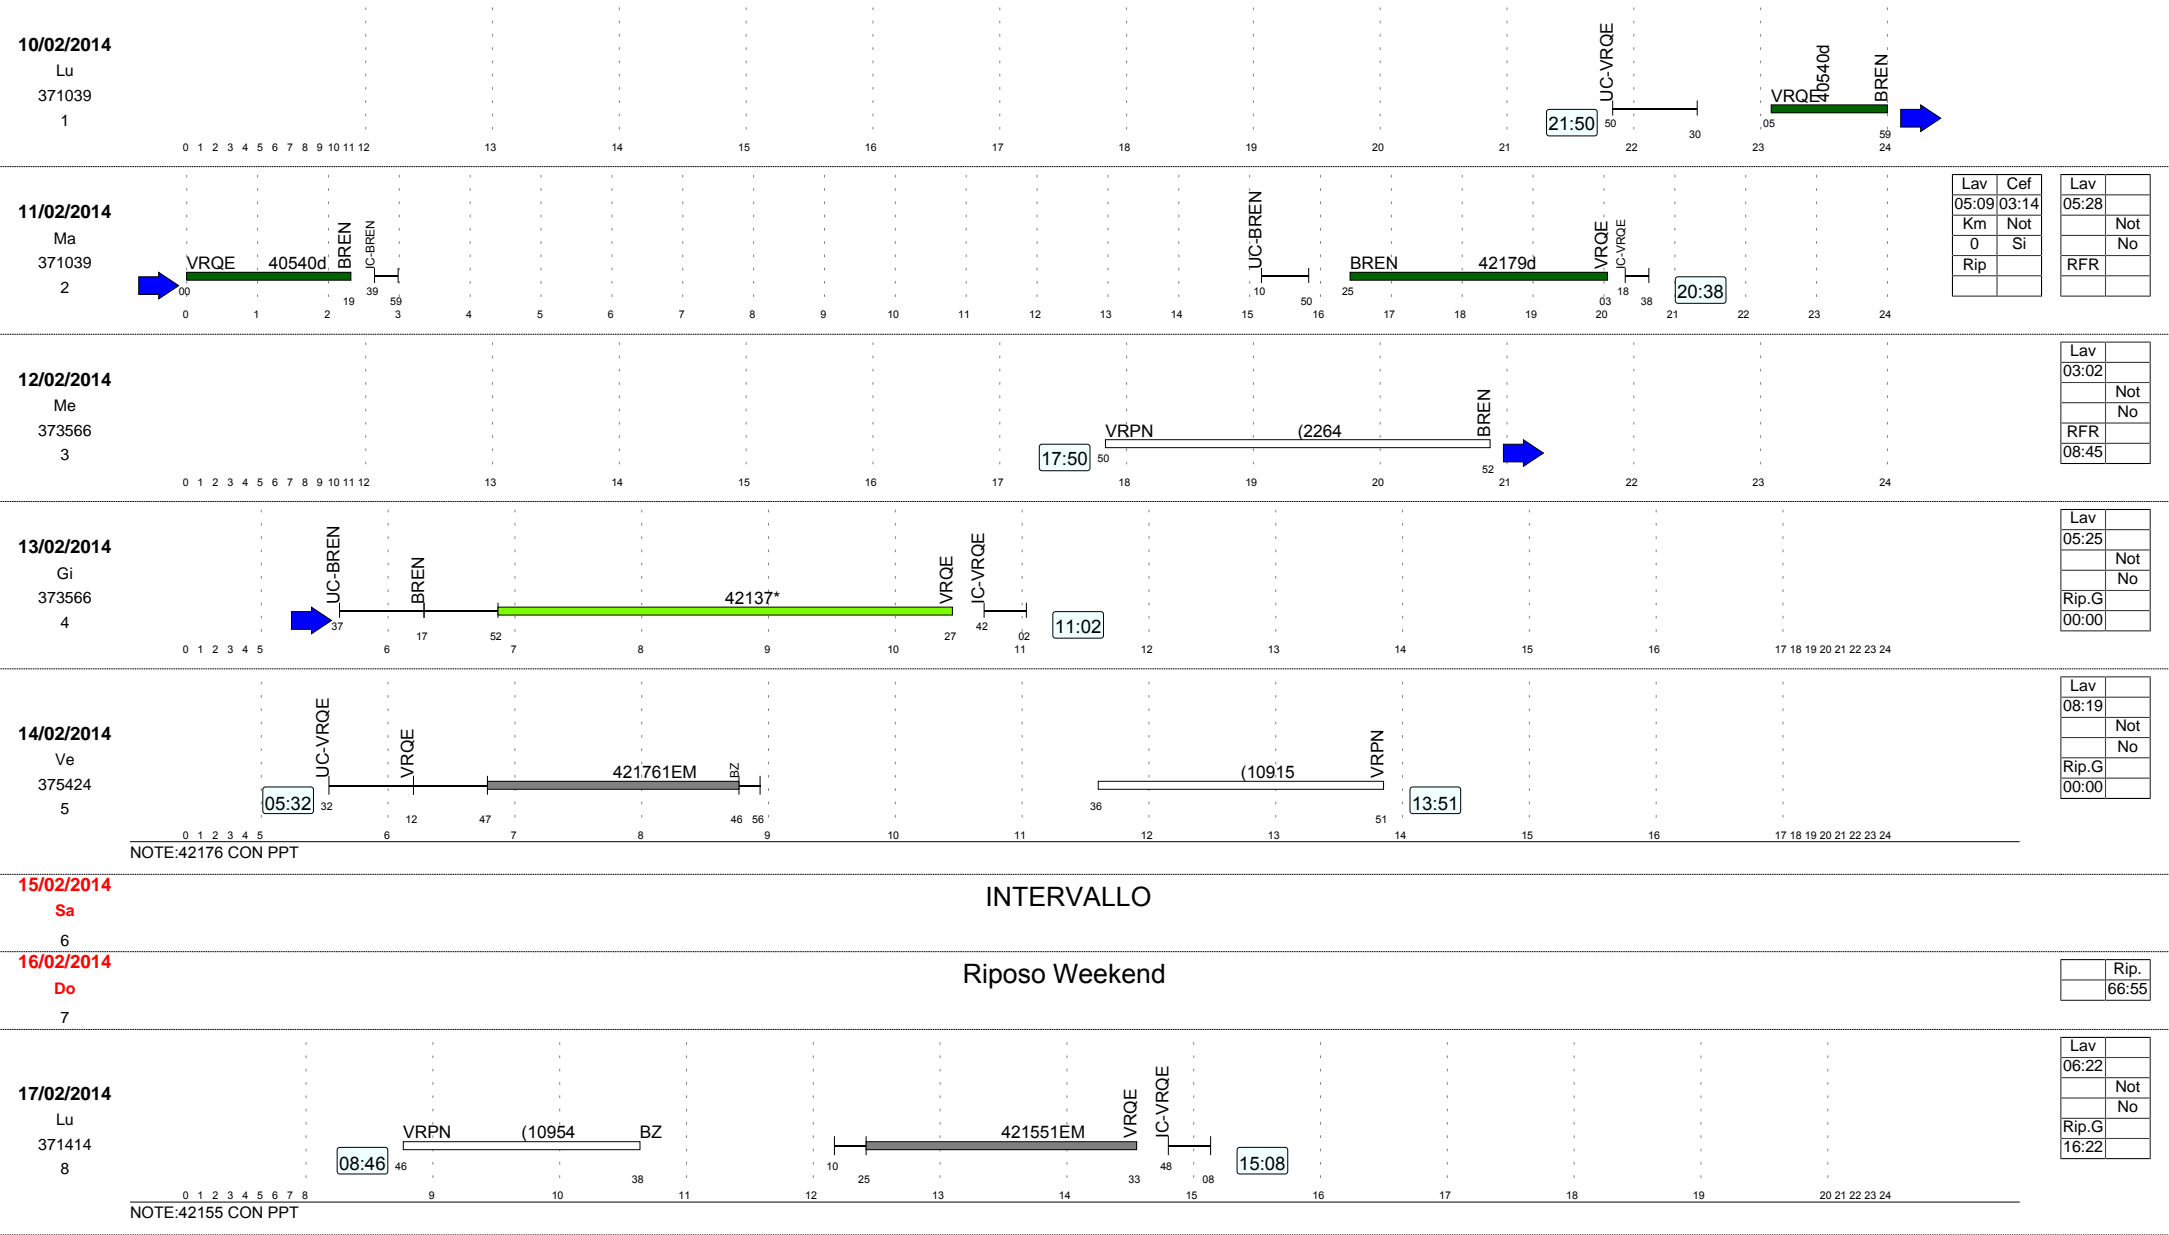 10/02/2014
Lu
371039
1
UC-VRQE
VRQE
40540d
BREN
21:50
50
30
05
59
0 1 2 3 4 5 6 7 8 9 10 11 12 13 14 15 16 17 18 19 20 21 22 23 24
11/02/2014
Ma
371039
2
VRQE 40540d BREN
IC-BREN
UC-BREN
BREN 42179d VRQE
IC-VRQE
00
19
39
59
10
50
25
03
18
38
20:38
0 1 2 3 4 5 6 7 8 9 10 11 12 13 14 15 16 17 18 19 20 21 22 23 24
Lav Cef
05:09 03:14
Km Not
0 Si
Rip
Lav
05:28
Not
No
RFR
12/02/2014
Me
373566
3
VRPN (2264 BREN
17:50
50
52
0 1 2 3 4 5 6 7 8 9 10 11 12 13 14 15 16 17 18 19 20 21 22 23 24
Lav
03:02
Not
No
RFR
08:45
13/02/2014
Gi
373566
4
UC-BREN
BREN
42137*
VRQE
IC-VRQE
37
17
52
27
42
02
11:02
0 1 2 3 4 5 6 7 8 9 10 11 12 13 14 15 16 17 18 19 20 21 22 23 24
Lav
05:25
Not
No
Rip.G
00:00
14/02/2014
Ve
375424
5
UC-VRQE
VRQE
421761EM
BZ
(10915
VRPN
05:32
32
12
47
46
56
36
51
13:51
0 1 2 3 4 5 6 7 8 9 10 11 12 13 14 15 16 17 18 19 20 21 22 23 24
NOTE:42176 CON PPT
Lav
08:19
Not
No
Rip.G
00:00
15/02/2014
Sa
6
INTERVALLO
16/02/2014
Do
7
Riposo Weekend
Rip.
66:55
17/02/2014
Lu
371414
8
VRPN (10954 BZ
421551EM
VRQE
IC-VRQE
08:46
46
38
10
25
33
48
08
15:08
0 1 2 3 4 5 6 7 8 9 10 11 12 13 14 15 16 17 18 19 20 21 22 23 24
NOTE:42155 CON PPT
Lav
06:22
Not
No
Rip.G
16:22